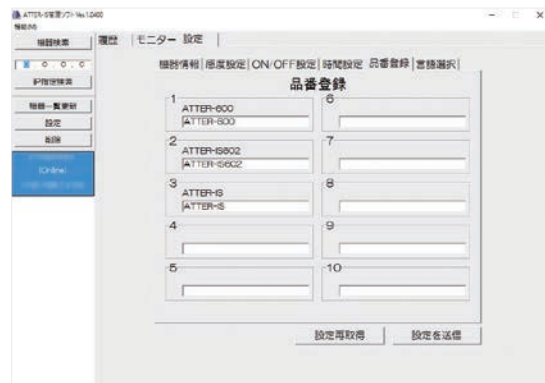 ATTER-IS管理ソフト Ver.1.0400
機能(M)
機器検索
履歴 モニター 設定
0 . 0 . 0 . 0
IP指定検索
機器一覧更新
設定
削除
(Online)
機器情報 感度設定 ON/OFF設定 時間設定 品番登録 言語選択
品番登録
1
ATTER-600
ATTER-600
2
ATTER-IS602
ATTER-IS602
3
ATTER-IS
ATTER-IS
4
5
6
7
8
9
10
設定再取得
設定を送信